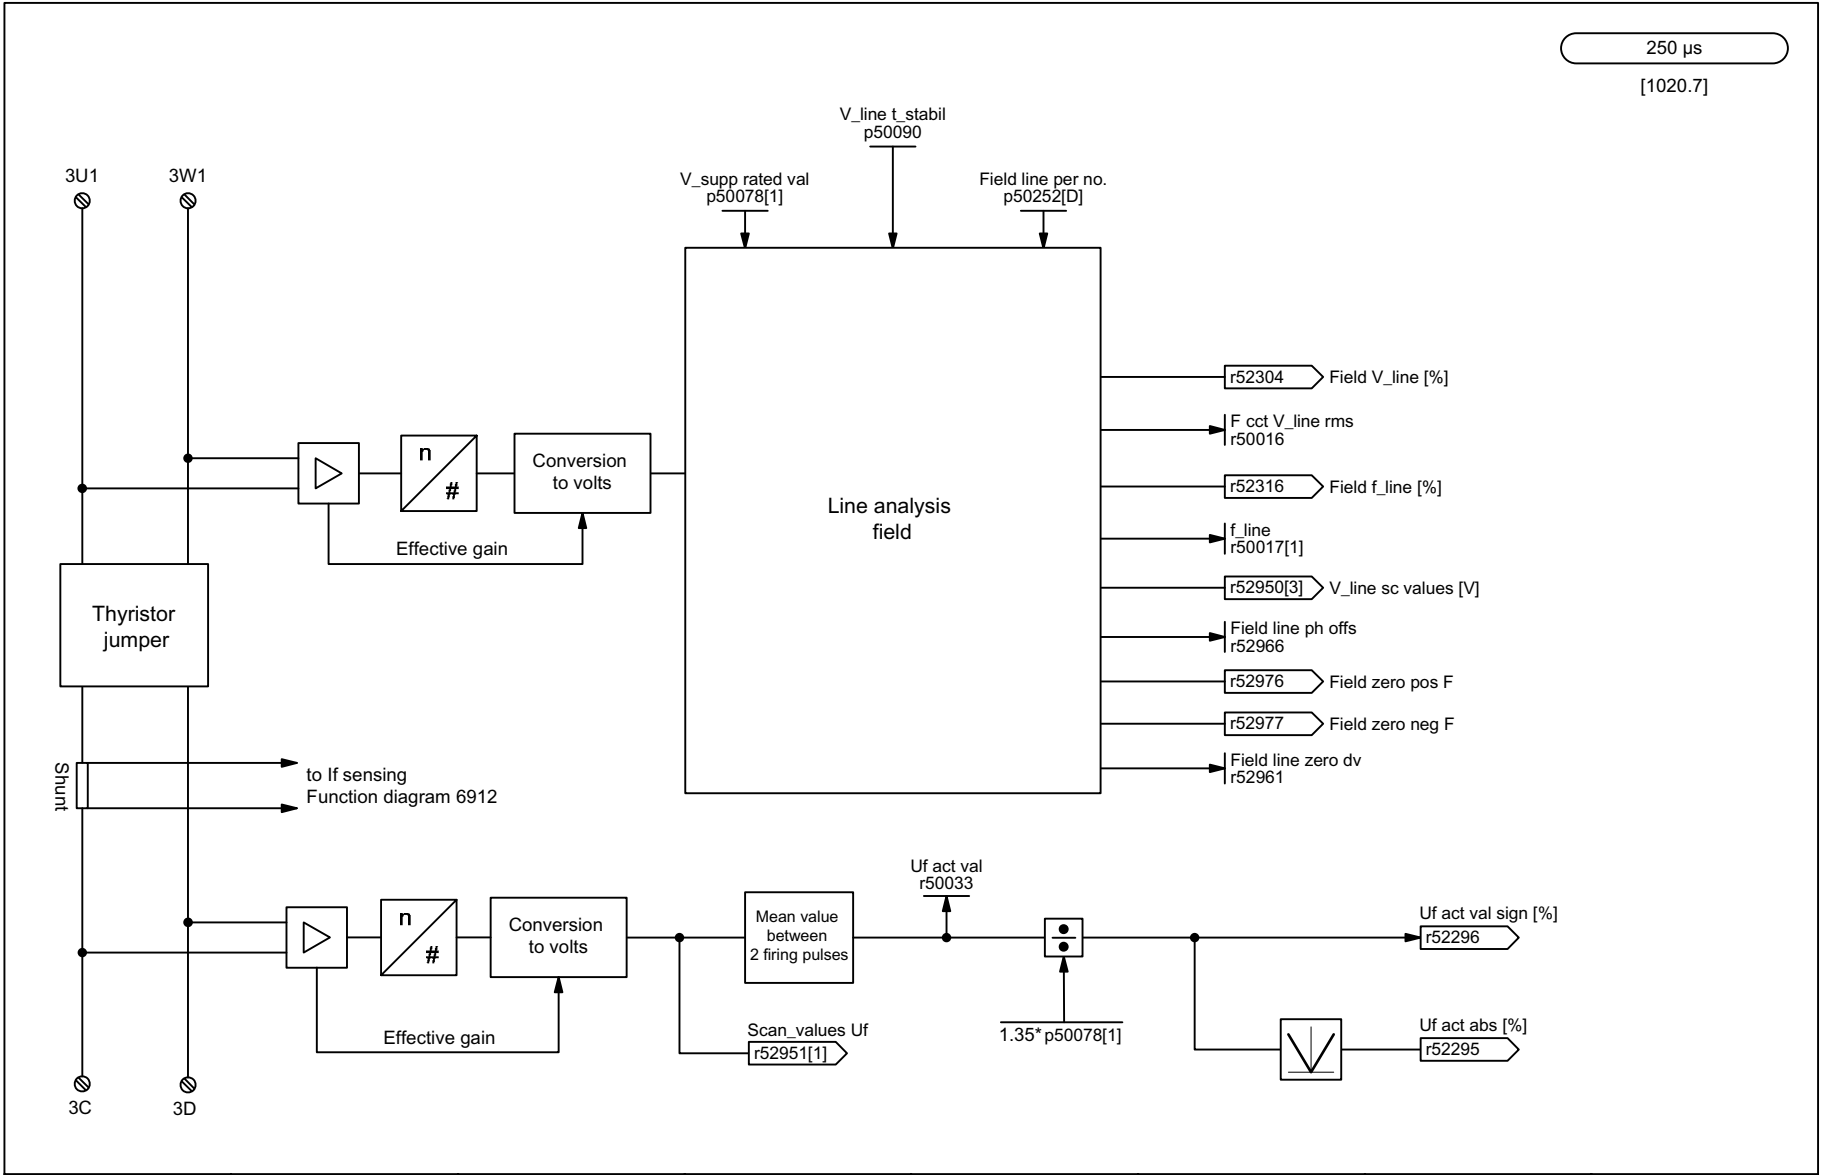 250 µs
[1020.7]
V_line t_stabil
p50090
3U1
3W1
V_supp rated val
p50078[1]
Field line per no.
p50252[D]
r52304
Field V_line [%]
F cct V_line rms
r50016
n
#
Conversion
to volts
Effective gain
Line analysis
field
r52316
Field f_line [%]
f_line
r50017[1]
r52950[3]
V_line sc values [V]
Field line ph offs
r52966
r52976
Field zero pos F
r52977
Field zero neg F
Field line zero dv
r52961
Thyristor
jumper
Shunt
to If sensing
Function diagram 6912
n
#
Conversion
to volts
Effective gain
Mean value
between
2 firing pulses
Uf act val
r50033
Scan_values Uf
r52951[1]
1.35*p50078[1]
Uf act val sign [%]
r52296
Uf act abs [%]
r52295
3C
3D